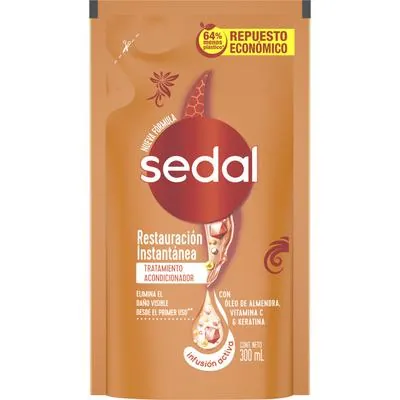 64%
menos
plástico*
REPUESTO
ECONÓMICO
NUEVA FÓRMULA
sedal
Restauración
Instantánea
TRATAMIENTO
ACONDICIONADOR
ELIMINA EL
DAÑO VISIBLE
DESDE EL PRIMER USO**
CON
ÓLEO DE ALMENDRA,
VITAMINA C
& KERATINA
infusión activa
CONT. NETO
300 mL